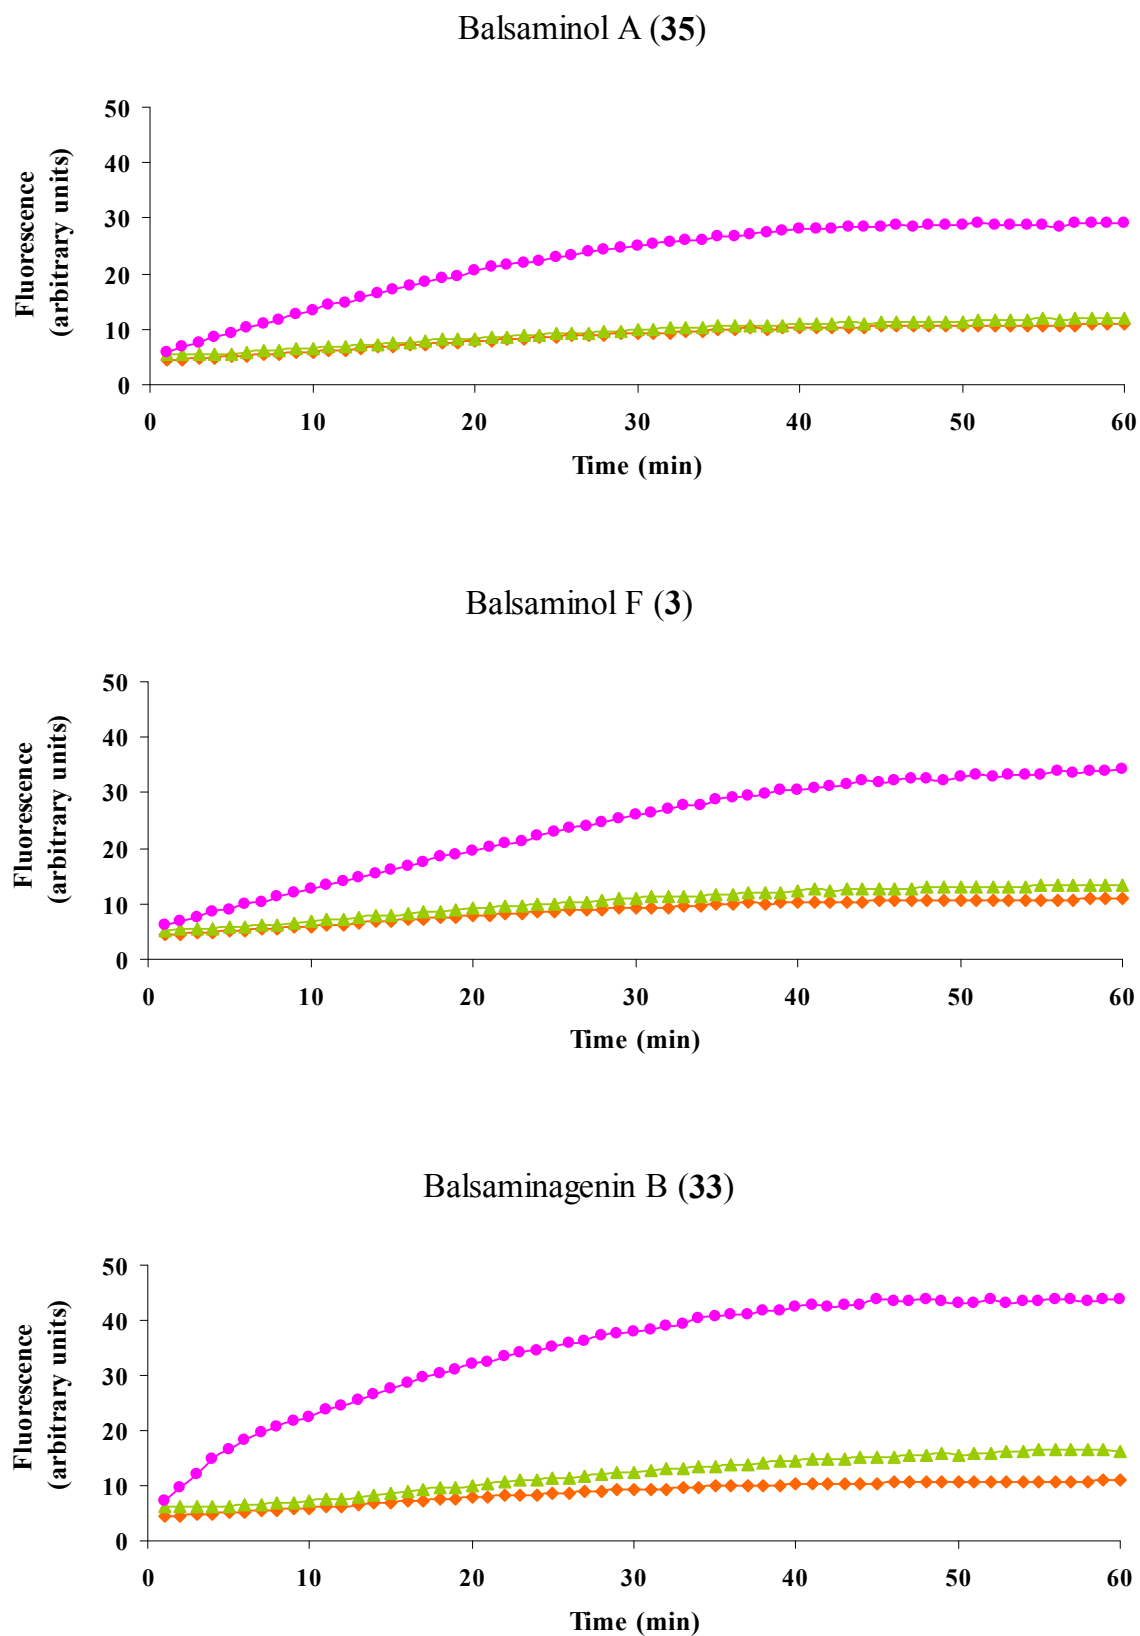 Balsaminol A (35)
50
40
30
20
10
0
Fluorescence
(arbitrary units)
0 10 20 30 40 50 60
Time (min)
Balsaminol F (3)
50
40
30
20
10
0
Fluorescence
(arbitrary units)
0 10 20 30 40 50 60
Time (min)
Balsaminagenin B (33)
50
40
30
20
10
0
Fluorescence
(arbitrary units)
0 10 20 30 40 50 60
Time (min)